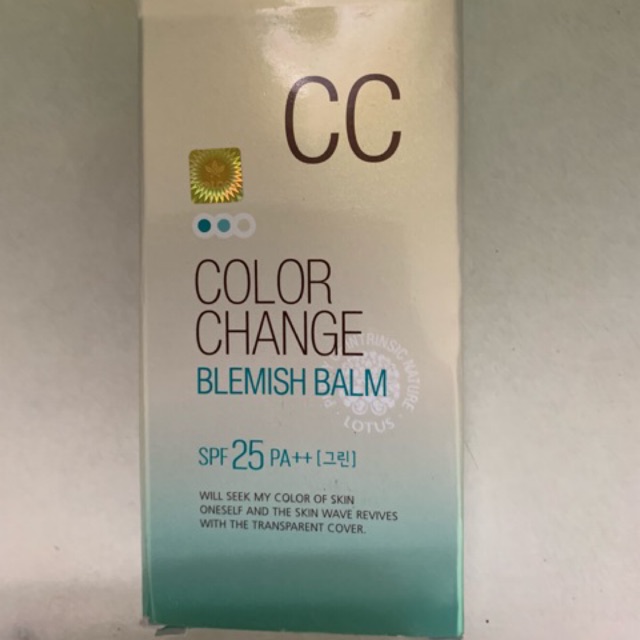 CC
COLOR
CHANGE
BLEMISH BALM
INTRINSIC NATURE · LOTUS ·
SPF 25 PA++ [그린]
WILL SEEK MY COLOR OF SKIN
ONESELF AND THE SKIN WAVE REVIVES
WITH THE TRANSPARENT COVER.